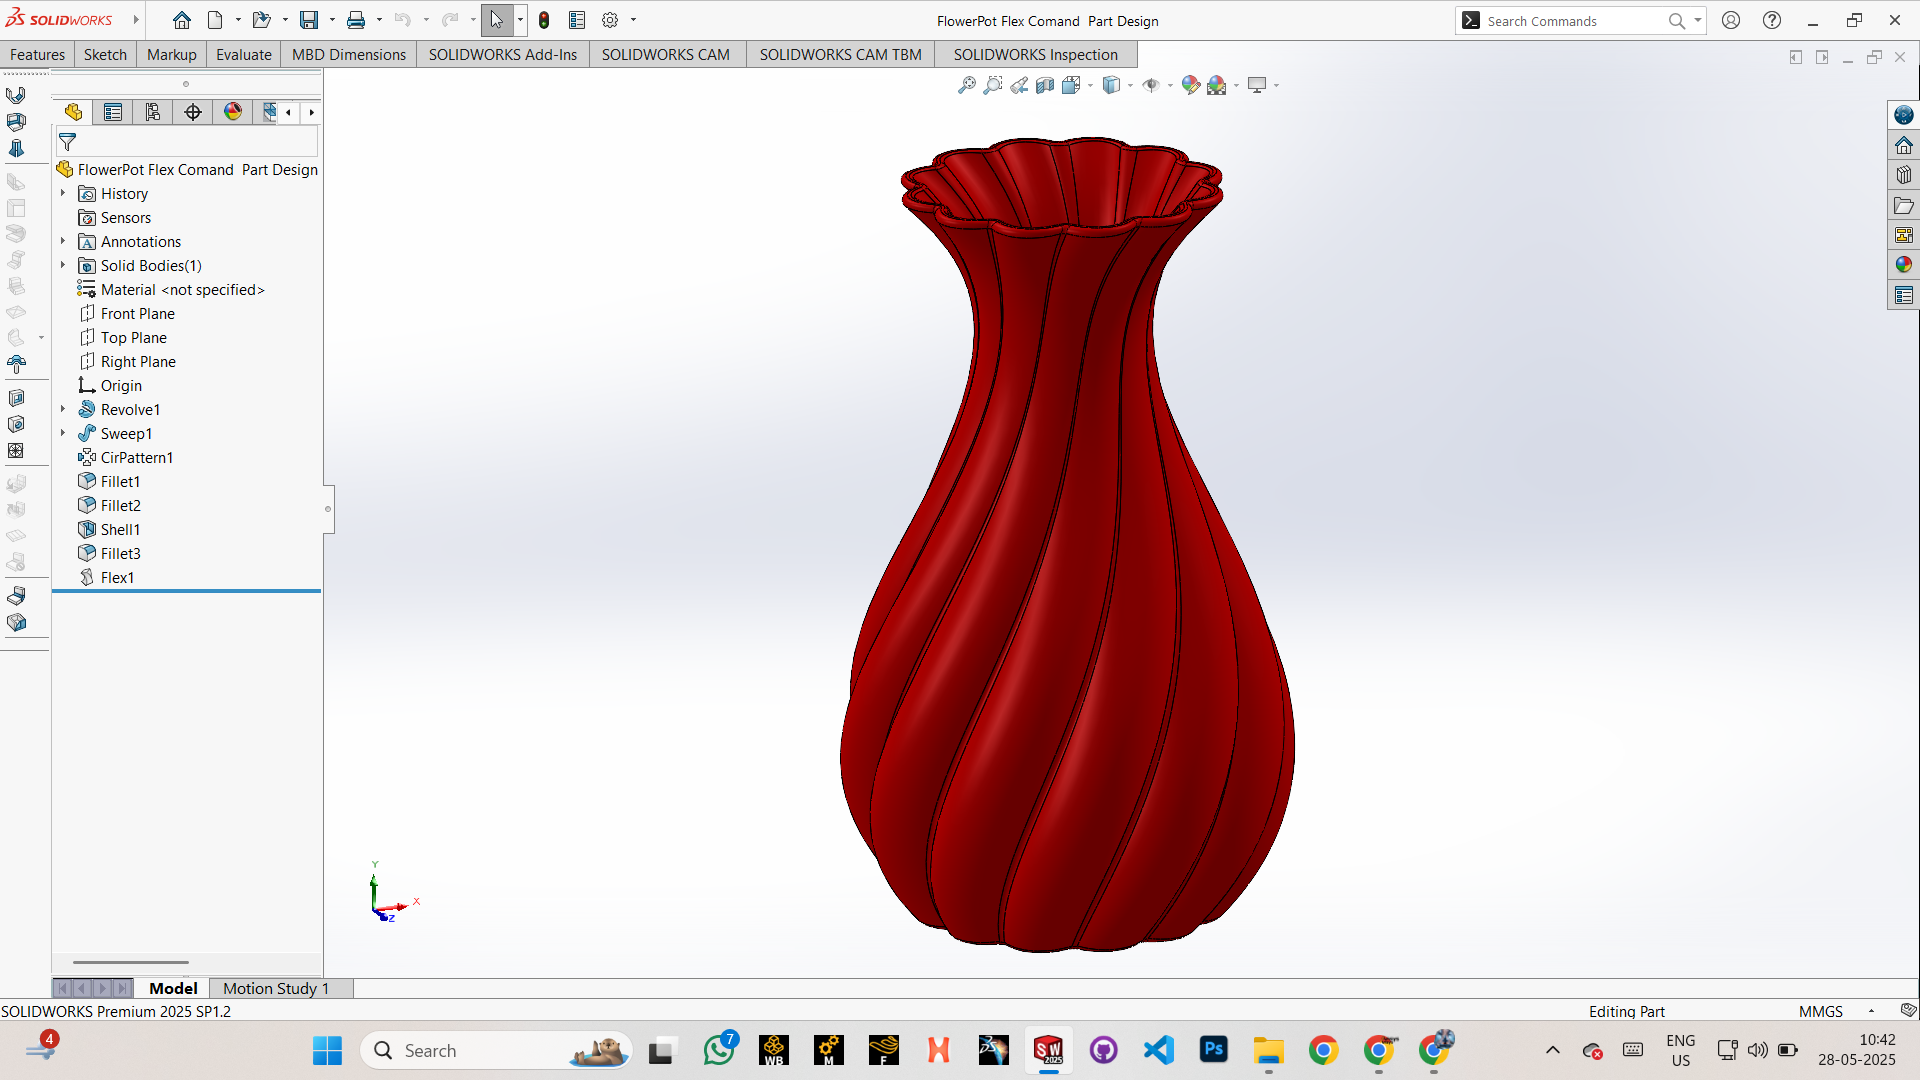 SOLIDWORKS
FlowerPot Flex Comand  Part Design
Search Commands
Features
Sketch
Markup
Evaluate
MBD Dimensions
SOLIDWORKS Add-Ins
SOLIDWORKS CAM
SOLIDWORKS CAM TBM
SOLIDWORKS Inspection
FlowerPot Flex Comand  Part Design
History
Sensors
A Annotations
Solid Bodies(1)
Material <not specified>
Front Plane
Top Plane
Right Plane
Origin
Revolve1
Sweep1
CirPattern1
Fillet1
Fillet2
Shell1
Fillet3
Flex1
Y
X
Z
Model
Motion Study 1
SOLIDWORKS Premium 2025 SP1.2
Editing Part
MMGS
4
Search
7
WB
M
F
SW
2025
Ps
ENG
US
10:42
28-05-2025